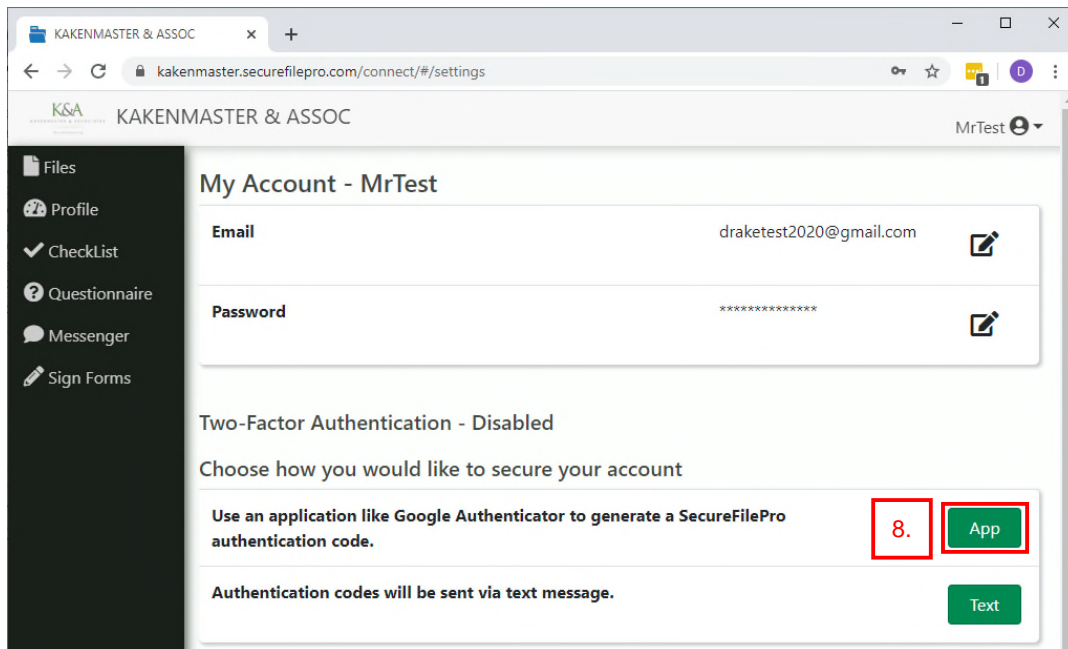 KAKENMASTER & ASSOC
kakenmaster.securefilepro.com/connect/#/settings
1
D
K&A
KAKENMASTER & ASSOC
MrTest
Files
Profile
CheckList
Questionnaire
Messenger
Sign Forms
My Account - MrTest
Email
draketest2020@gmail.com
Password
**************
Two-Factor Authentication - Disabled
Choose how you would like to secure your account
Use an application like Google Authenticator to generate a SecureFilePro
authentication code.
8.
App
Authentication codes will be sent via text message.
Text